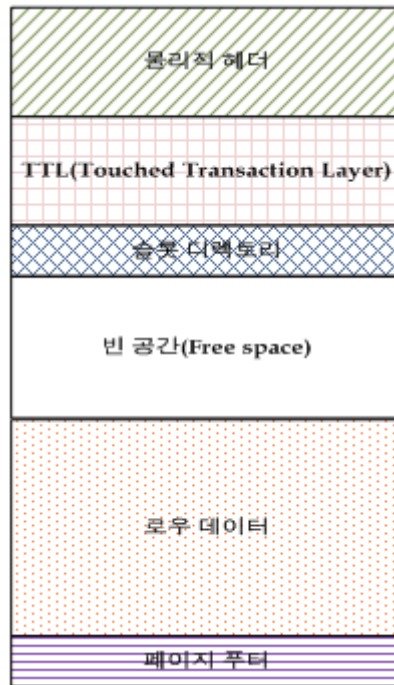 물리적 헤더
TTL(Touched Transaction Layer)
슬롯 디렉토리
빈 공간(Free space)
로우 데이터
페이지 푸터